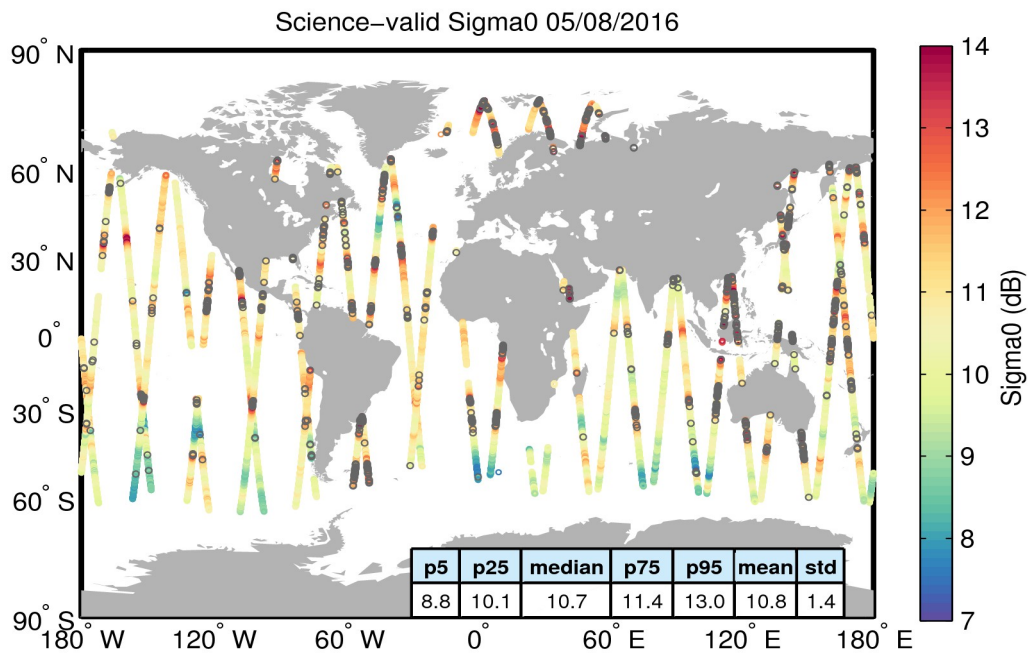 Science−valid Sigma0 05/08/2016
90° N
60° N
30° N
0°
30° S
60° S
90° S
180° W
120° W
60° W
0°
60° E
120° E
180° E
14
13
12
11
10
9
8
7
Sigma0 (dB)
p5 p25 median p75 p95 mean std
8.8 10.1 10.7 11.4 13.0 10.8 1.4